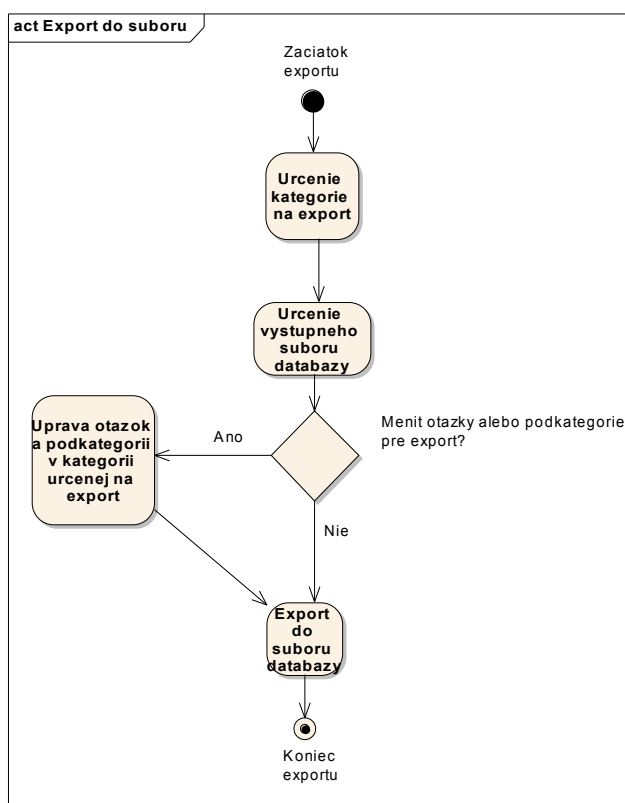 act Export do suboru
Zaciatok
exportu
Urcenie
kategorie
na export
Urcenie
vystupneho
suboru
databazy
Menit otazky alebo podkategorie
pre export?
Ano
Uprava otazok
a podkategorii
v kategorii
urcenej na
export
Nie
Export
do
suboru
databazy
Koniec
exportu